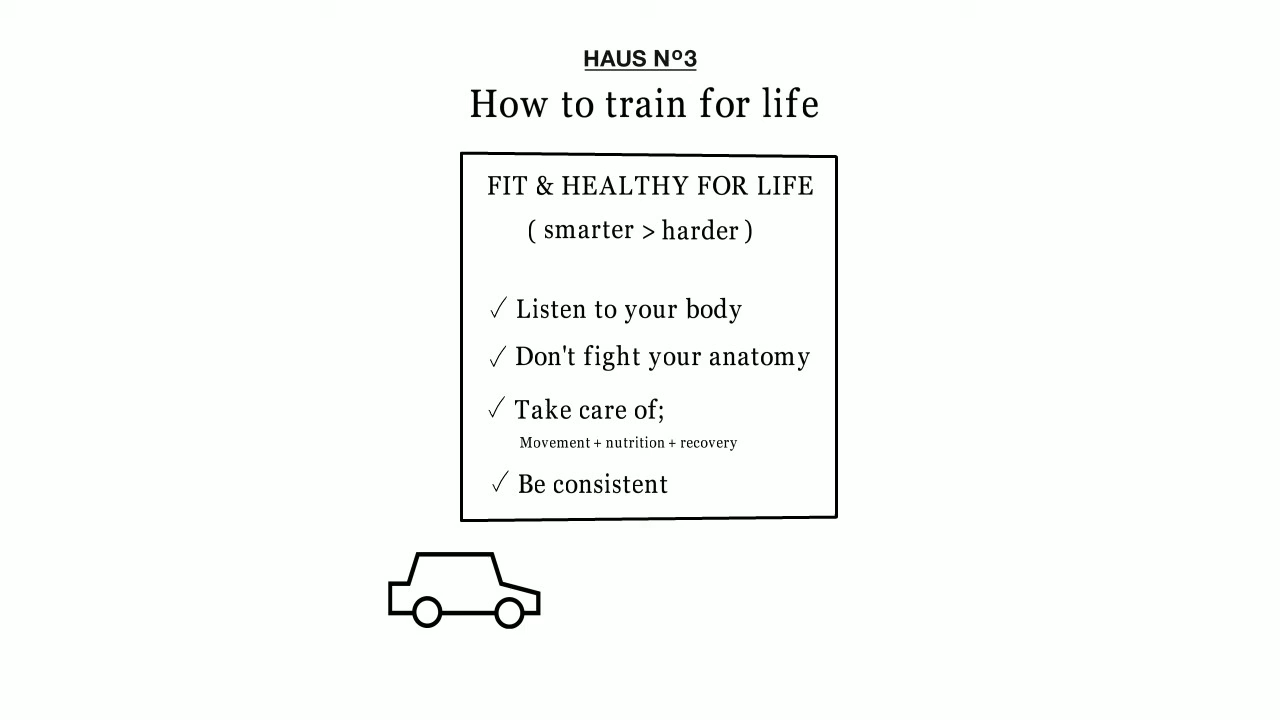 HAUS Nº3
How to train for life
FIT & HEALTHY FOR LIFE
( smarter > harder )
✓ Listen to your body
✓ Don't fight your anatomy
✓ Take care of;
Movement + nutrition + recovery
✓ Be consistent